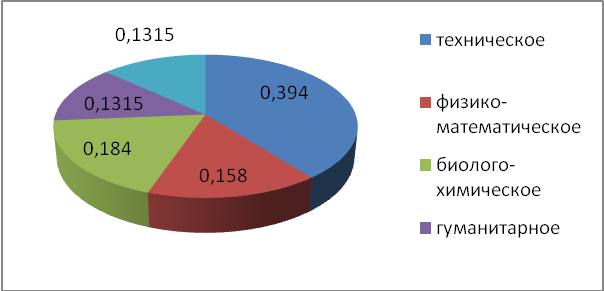 0,1315
0,394
0,1315
0,184
0,158
техническое
физико-
математическое
биолого-
химическое
гуманитарное